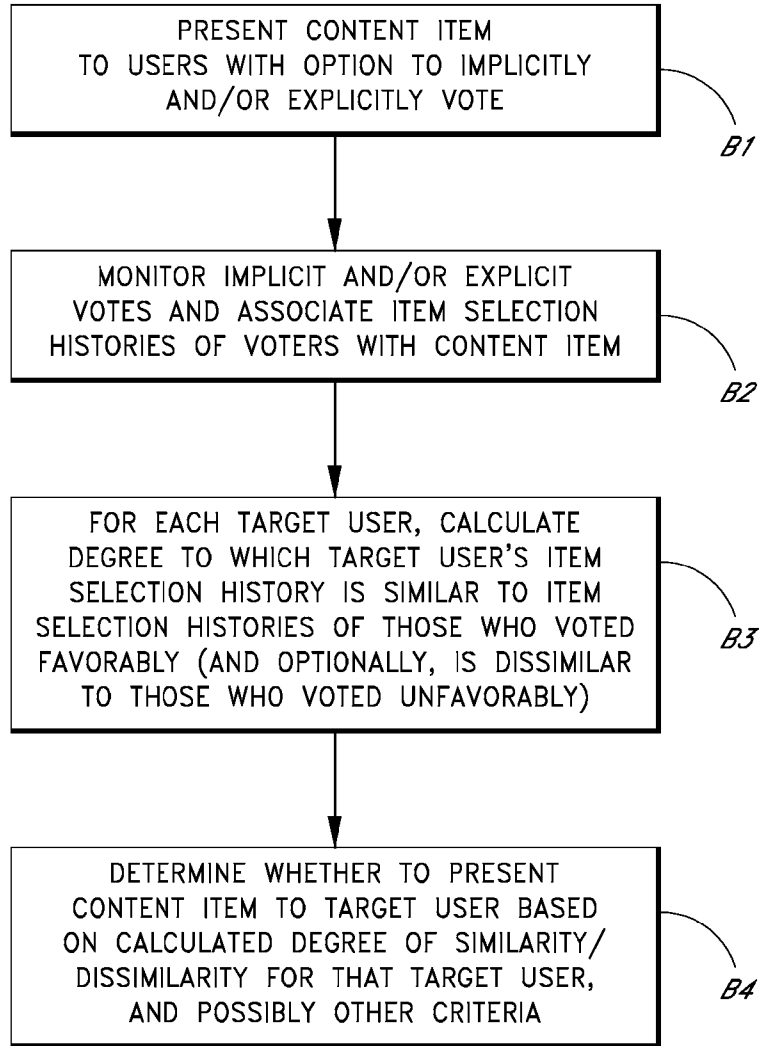 PRESENT CONTENT ITEM
TO USERS WITH OPTION TO IMPLICITLY
AND/OR EXPLICITLY VOTE
B1
MONITOR IMPLICIT AND/OR EXPLICIT
VOTES AND ASSOCIATE ITEM SELECTION
HISTORIES OF VOTERS WITH CONTENT ITEM
B2
FOR EACH TARGET USER, CALCULATE
DEGREE TO WHICH TARGET USER'S ITEM
SELECTION HISTORY IS SIMILAR TO ITEM
SELECTION HISTORIES OF THOSE WHO VOTED
FAVORABLY (AND OPTIONALLY, IS DISSIMILAR
TO THOSE WHO VOTED UNFAVORABLY)
B3
DETERMINE WHETHER TO PRESENT
CONTENT ITEM TO TARGET USER BASED
ON CALCULATED DEGREE OF SIMILARITY/
DISSIMILARITY FOR THAT TARGET USER,
AND POSSIBLY OTHER CRITERIA
B4